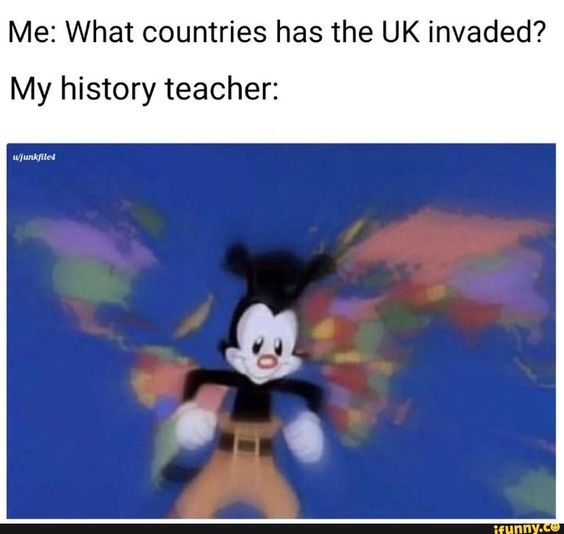 Me: What countries has the UK invaded?
My history teacher:
u/junkfile4
ifunny.co